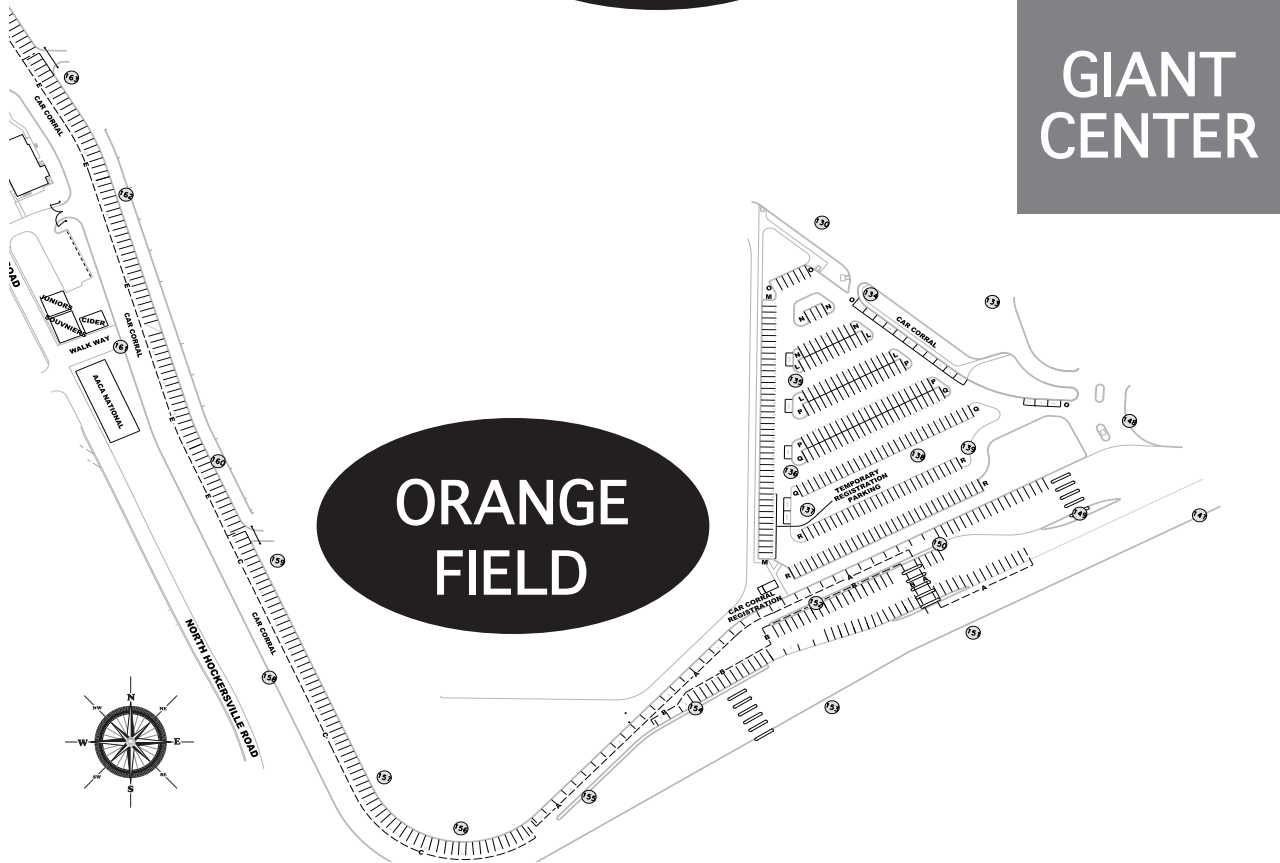 GIANT
CENTER
163
E
CAR CORRAL
E
162
130
ROAD
E
JUNIORS
SOUVNIERS
CIDER
CAR CORRAL
WALK WAY
161
AACA NATIONAL
E
160
E
O
O
M
N
N
134
O
133
CAR CORRAL
N
L
N
L
135
L
P
L
P
P
Q
O
148
P
Q
136
Q
138
139
R
TEMPORARY
REGISTRATION
PARKING
Q
137
R
R
149
147
ORANGE
FIELD
159
C
M
R
150
A
B
B
A
CAR CORRAL
REGISTRATION
152
B
151
CAR CORRAL
NORTH HOCKERSVILLE ROAD
158
A
B
B
154
153
N
NW
NE
W
E
SW
SE
S
C
157
155
A
156
C